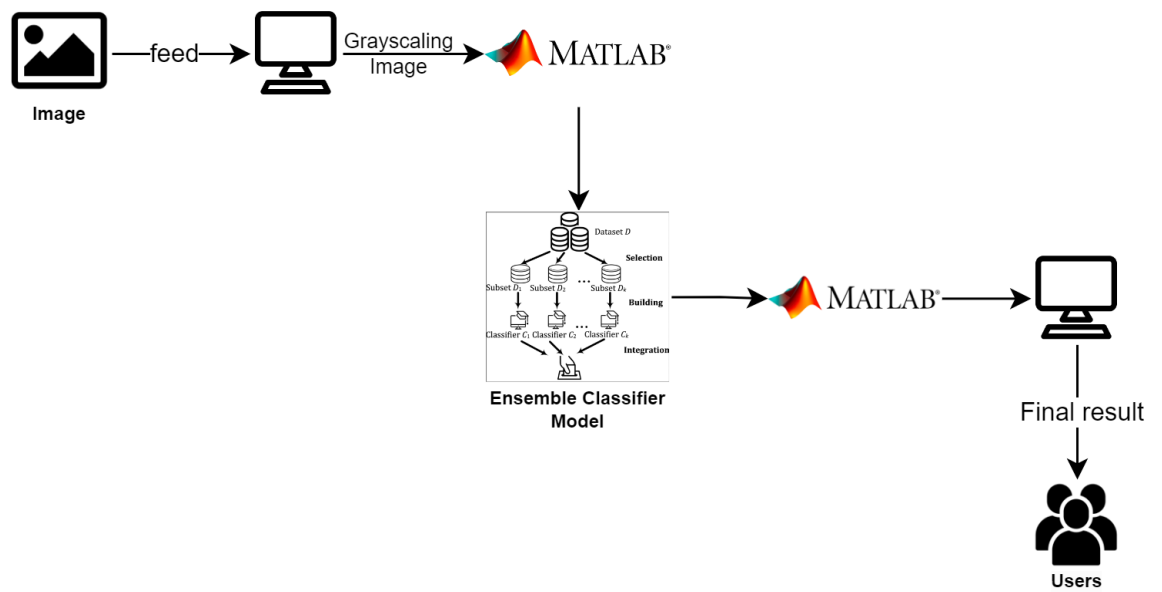 feed
Grayscaling
Image
MATLAB®
Image
Dataset D
Selection
Subset D₁ Subset D₂ ... Subset Dₖ
Building
...
Classifier C₁ Classifier C₂ Classifier Cₖ
Integration
Ensemble Classifier
Model
MATLAB®
Final result
Users